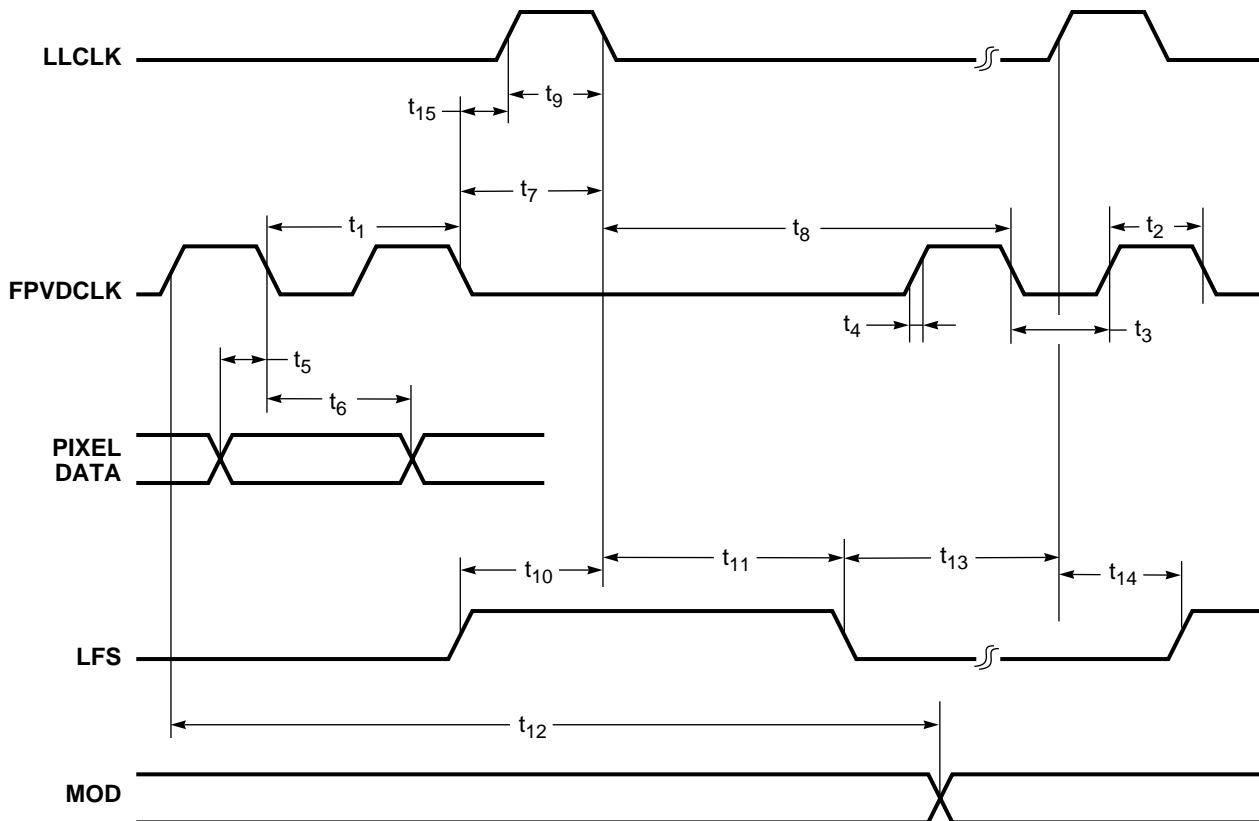 LLCLK
t9
t15
t7
t1
t8
t2
FPVDCLK
t4
t3
t5
t6
PIXEL
DATA
t10
t11
t13
t14
LFS
t12
MOD